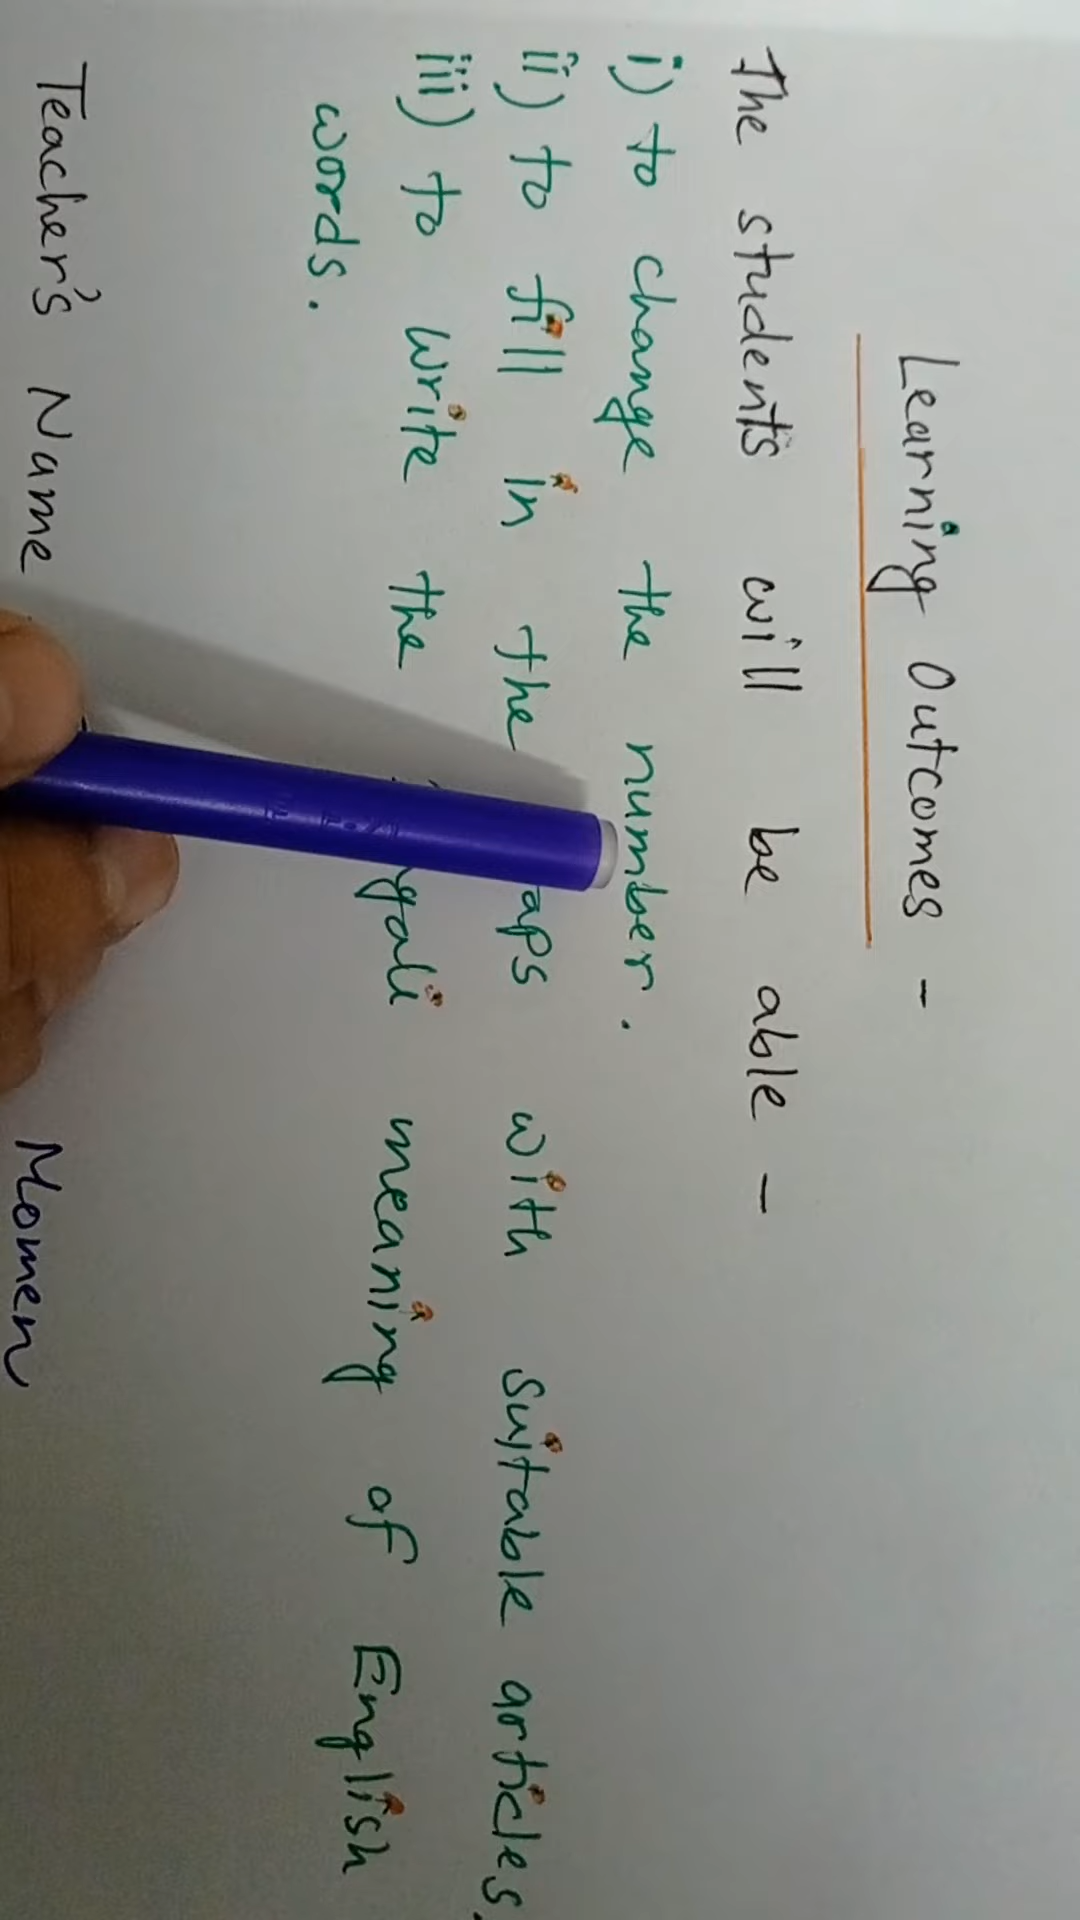 Learning Outcomes -
The students will be able -
i) to change the number.
ii) to fill in the aps with suitable articles.
iii) to write the ngali meaning of English
words.
Teacher's Name Momen